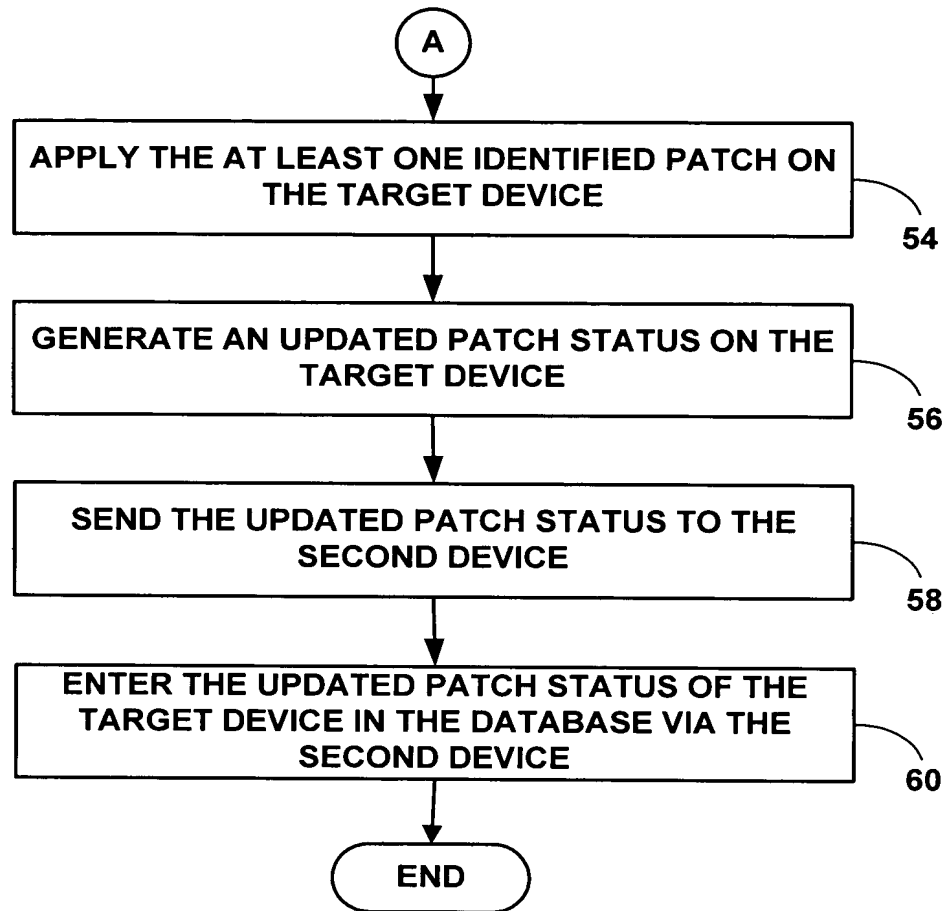 A
APPLY THE AT LEAST ONE IDENTIFIED PATCH ON
THE TARGET DEVICE
54
GENERATE AN UPDATED PATCH STATUS ON THE
TARGET DEVICE
56
SEND THE UPDATED PATCH STATUS TO THE
SECOND DEVICE
58
ENTER THE UPDATED PATCH STATUS OF THE
TARGET DEVICE IN THE DATABASE VIA THE
SECOND DEVICE
60
END